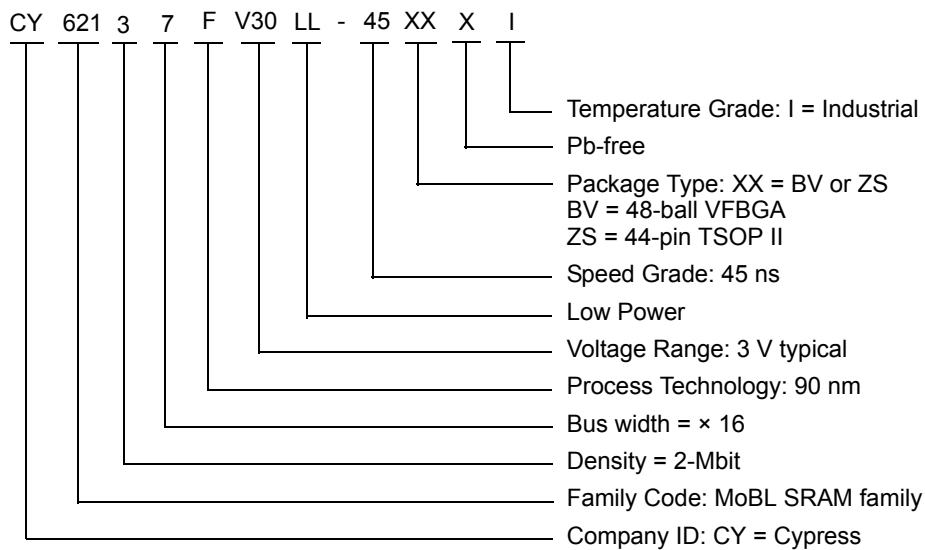 CY 621 3 7 F V30 LL - 45 XX X I
Temperature Grade: I = Industrial
Pb-free
Package Type: XX = BV or ZS
BV = 48-ball VFBGA
ZS = 44-pin TSOP II
Speed Grade: 45 ns
Low Power
Voltage Range: 3 V typical
Process Technology: 90 nm
Bus width = × 16
Density = 2-Mbit
Family Code: MoBL SRAM family
Company ID: CY = Cypress